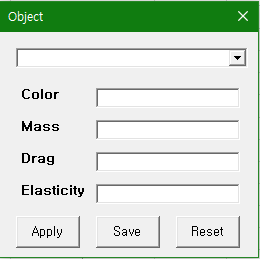 Object
Color
Mass
Drag
Elasticity
Apply Save Reset